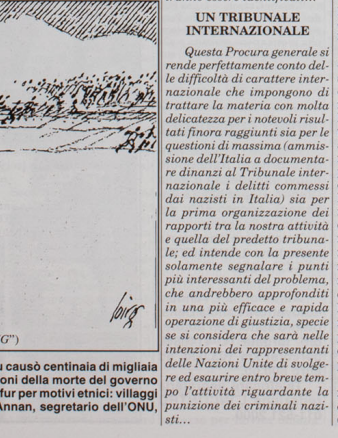 UN TRIBUNALE
INTERNAZIONALE
Questa Procura generale si
rende perfettamente conto del-
le difficoltà di carattere inter-
nazionale che impongono di
trattare la materia con molta
delicatezza per i notevoli risul-
tati finora raggiunti sia per le
questioni di massima (ammis-
sione dell'Italia a documenta-
re dinanzi al Tribunale inter-
nazionale i delitti commessi
dai nazisti in Italia) sia per
la prima organizzazione dei
rapporti tra la nostra attività
e quella del predetto tribuna-
le; ed intende con la presente
solamente segnalare i punti
più interessanti del problema,
che andrebbero approfonditi
in una più efficace e rapida
operazione di giustizia, specie
se si considera che sarà nelle
intenzioni dei rappresentanti
delle Nazioni Unite di svolge-
re ed esaurire entro breve tem-
po l'attività riguardante la
punizione dei criminali nazi-
sti...
G")
u causò centinaia di migliaia
oni della morte del governo
fur per motivi etnici: villaggi
Annan, segretario dell'ONU,